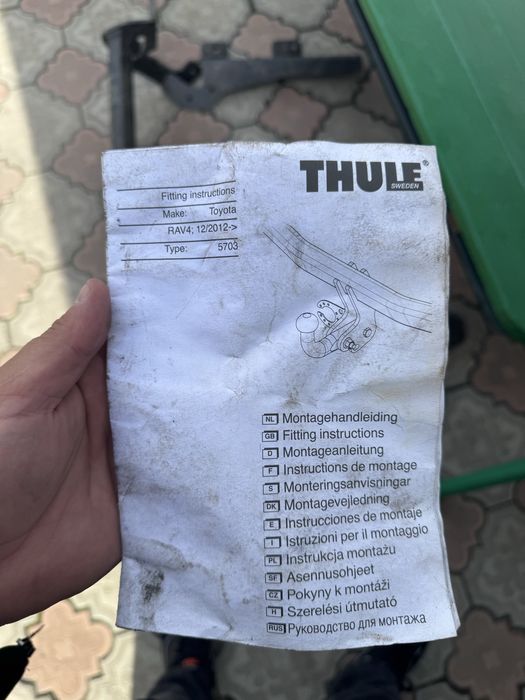 THULE®
SWEDEN
Fitting instructions
Make: Toyota
RAV4; 12/2012->
Type: 5703
NL Montagehandleiding
GB Fitting instructions
D Montageanleitung
F Instructions de montage
S Monteringsanvisningar
DK Montagevejledning
E Instrucciones de montaje
I Istruzioni per il montaggio
PL Instrukcja montażu
SF Asennusohjeet
CZ Pokyny k montáži
H Szerelési útmutató
RUS Руководство для монтажа